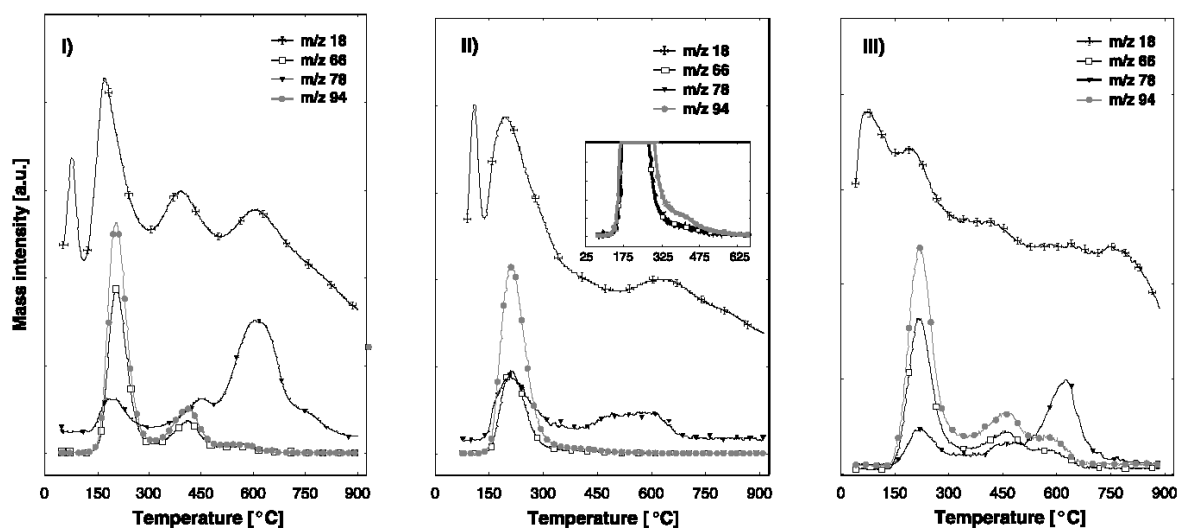 I)
m/z 18
m/z 66
m/z 78
m/z 94
II)
m/z 18
m/z 66
m/z 78
m/z 94
25 175 325 475 625
III)
m/z 18
m/z 66
m/z 78
m/z 94
Mass intensity [a.u.]
0 150 300 450 600 750 900
Temperature [°C]
0 150 300 450 600 750 900
Temperature [°C]
0 150 300 450 600 750 900
Temperature [°C]